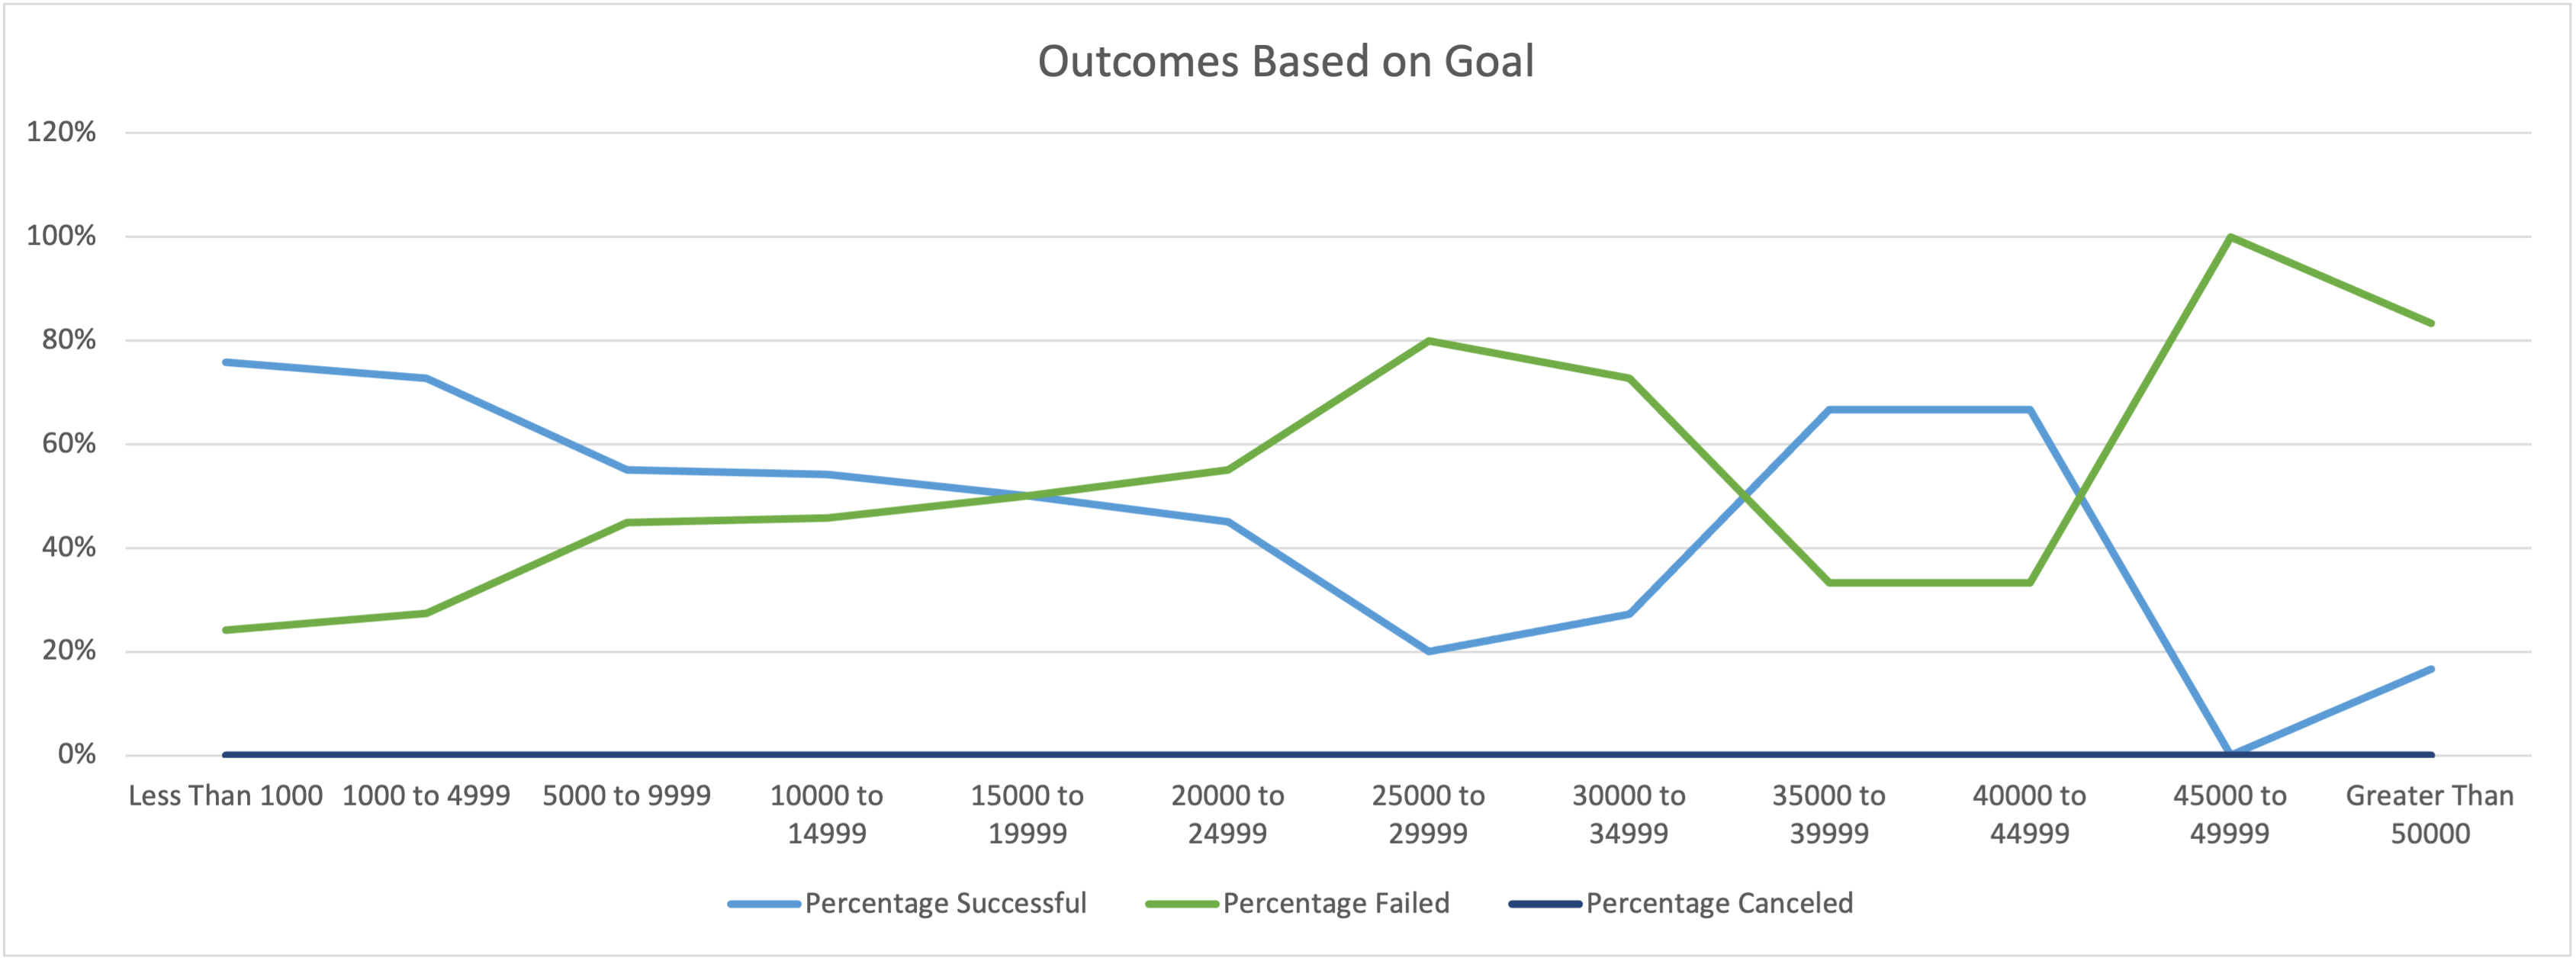 Outcomes Based on Goal
120%
100%
80%
60%
40%
20%
0%
Less Than 1000 1000 to 4999 5000 to 9999 10000 to 15000 to 20000 to 25000 to 30000 to 35000 to 40000 to 45000 to Greater Than
14999 19999 24999 29999 34999 39999 44999 49999 50000
Percentage Successful Percentage Failed Percentage Canceled